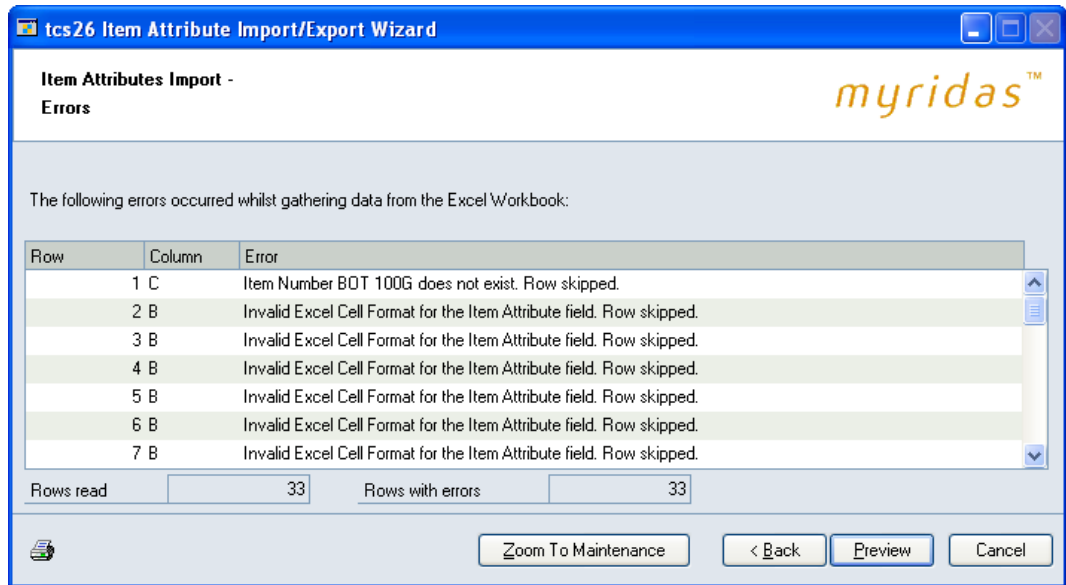 tcs26 Item Attribute Import/Export Wizard
Item Attributes Import -
Errors
myridas™
The following errors occurred whilst gathering data from the Excel Workbook:
Row Column Error
1 C Item Number BOT 100G does not exist. Row skipped.
2 B Invalid Excel Cell Format for the Item Attribute field. Row skipped.
3 B Invalid Excel Cell Format for the Item Attribute field. Row skipped.
4 B Invalid Excel Cell Format for the Item Attribute field. Row skipped.
5 B Invalid Excel Cell Format for the Item Attribute field. Row skipped.
6 B Invalid Excel Cell Format for the Item Attribute field. Row skipped.
7 B Invalid Excel Cell Format for the Item Attribute field. Row skipped.
Rows read 33 Rows with errors 33
Zoom To Maintenance < Back Preview Cancel